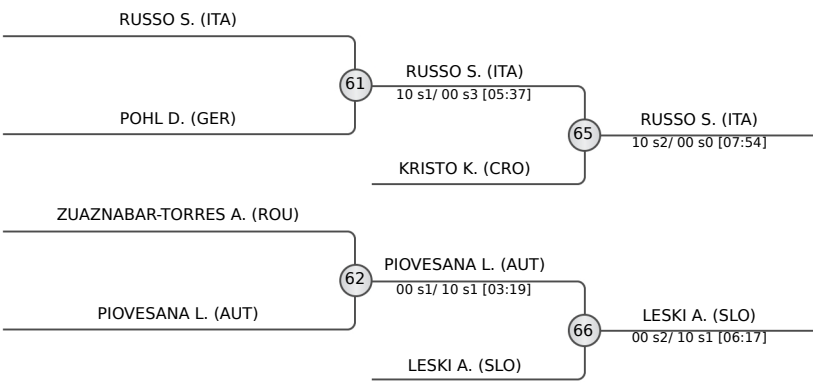 RUSSO S. (ITA)
61
POHL D. (GER)
RUSSO S. (ITA)
10 s1/ 00 s3 [05:37]
65
KRISTO K. (CRO)
RUSSO S. (ITA)
10 s2/ 00 s0 [07:54]
ZUAZNABAR-TORRES A. (ROU)
62
PIOVESANA L. (AUT)
PIOVESANA L. (AUT)
00 s1/ 10 s1 [03:19]
66
LESKI A. (SLO)
LESKI A. (SLO)
00 s2/ 10 s1 [06:17]